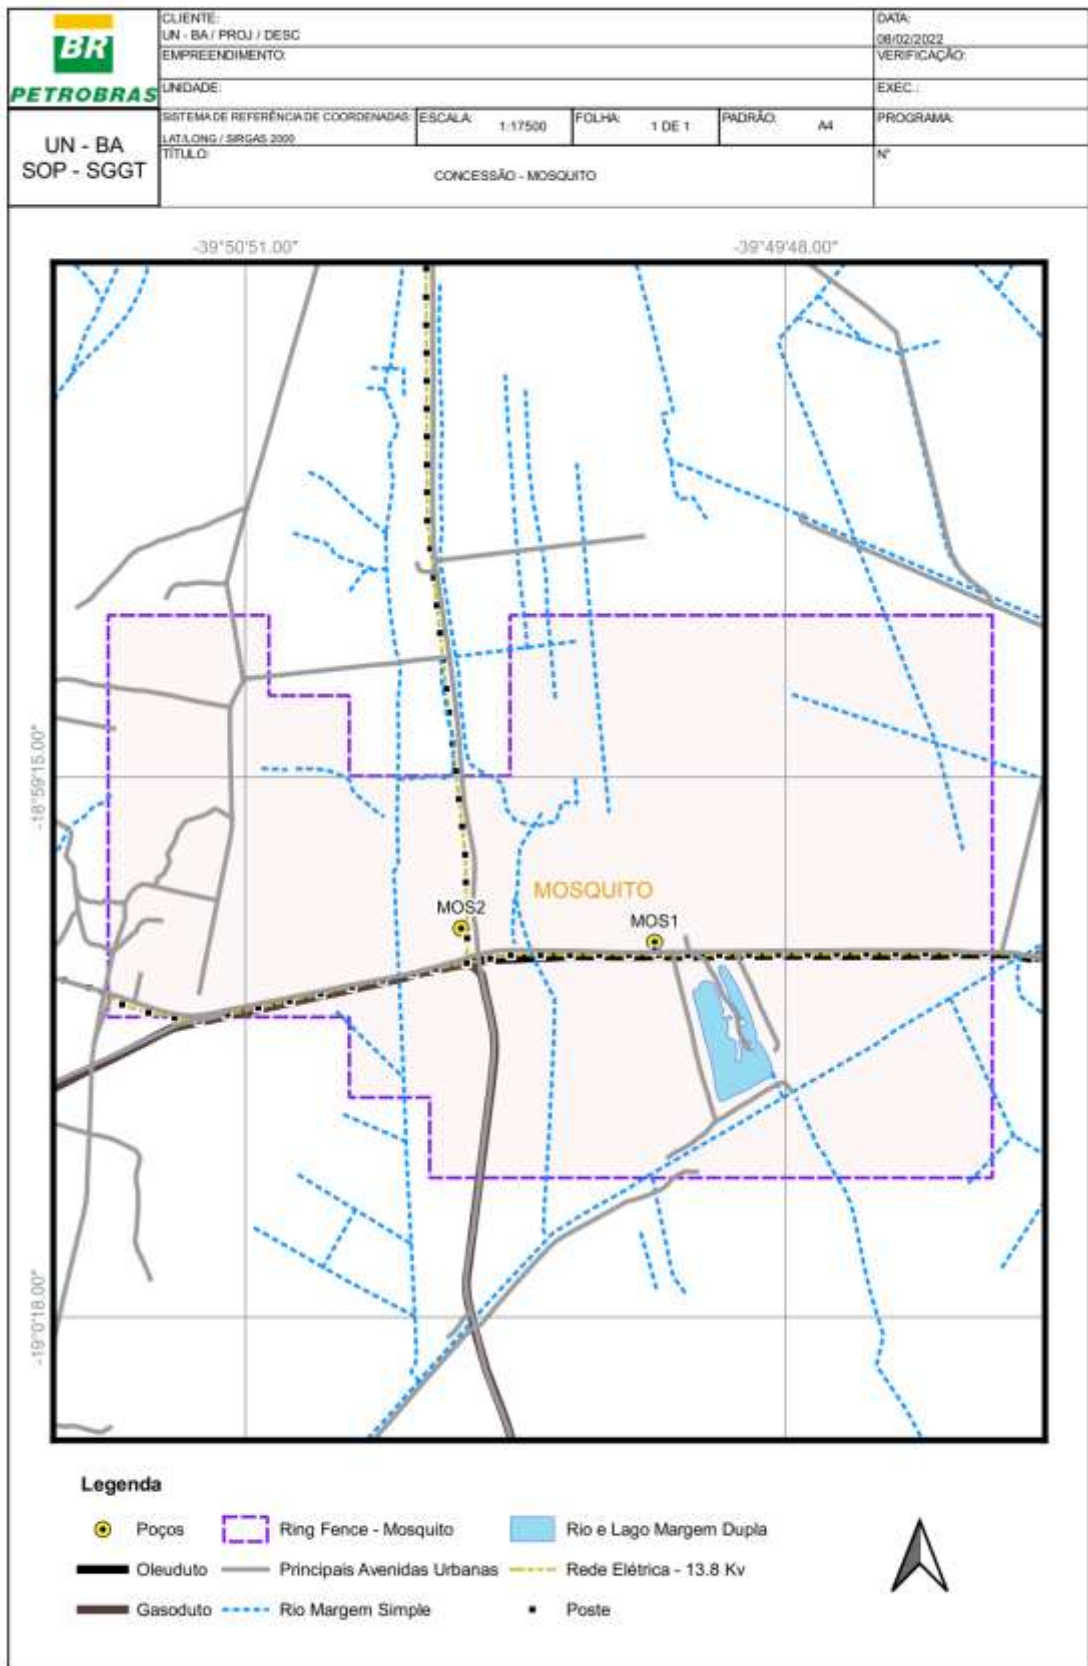 BR
PETROBRAS
UN - BA
SOP - SGGT
CLIENTE:
UN - BA / PROJ / DESC
DATA:
08/02/2022
EMPREENDIMENTO:
VERIFICAÇÃO:
UNIDADE:
EXEC.:
SISTEMA DE REFERÊNCIA DE COORDENADAS:
LAT/LONG / SIRGAS 2000
ESCALA: 1:17500
FOLHA: 1 DE 1
PADRÃO: A4
PROGRAMA:
TÍTULO:
CONCESSÃO - MOSQUITO
N°
-39°50'51.00"
-39°49'48.00"
-18°59'15.00"
-19°0'18.00"
MOSQUITO
MOS2
MOS1
Legenda
Poços
Ring Fence - Mosquito
Rio e Lago Margem Dupla
Oleuduto
Principais Avenidas Urbanas
Rede Elétrica - 13.8 Kv
Gasoduto
Rio Margem Simple
Poste